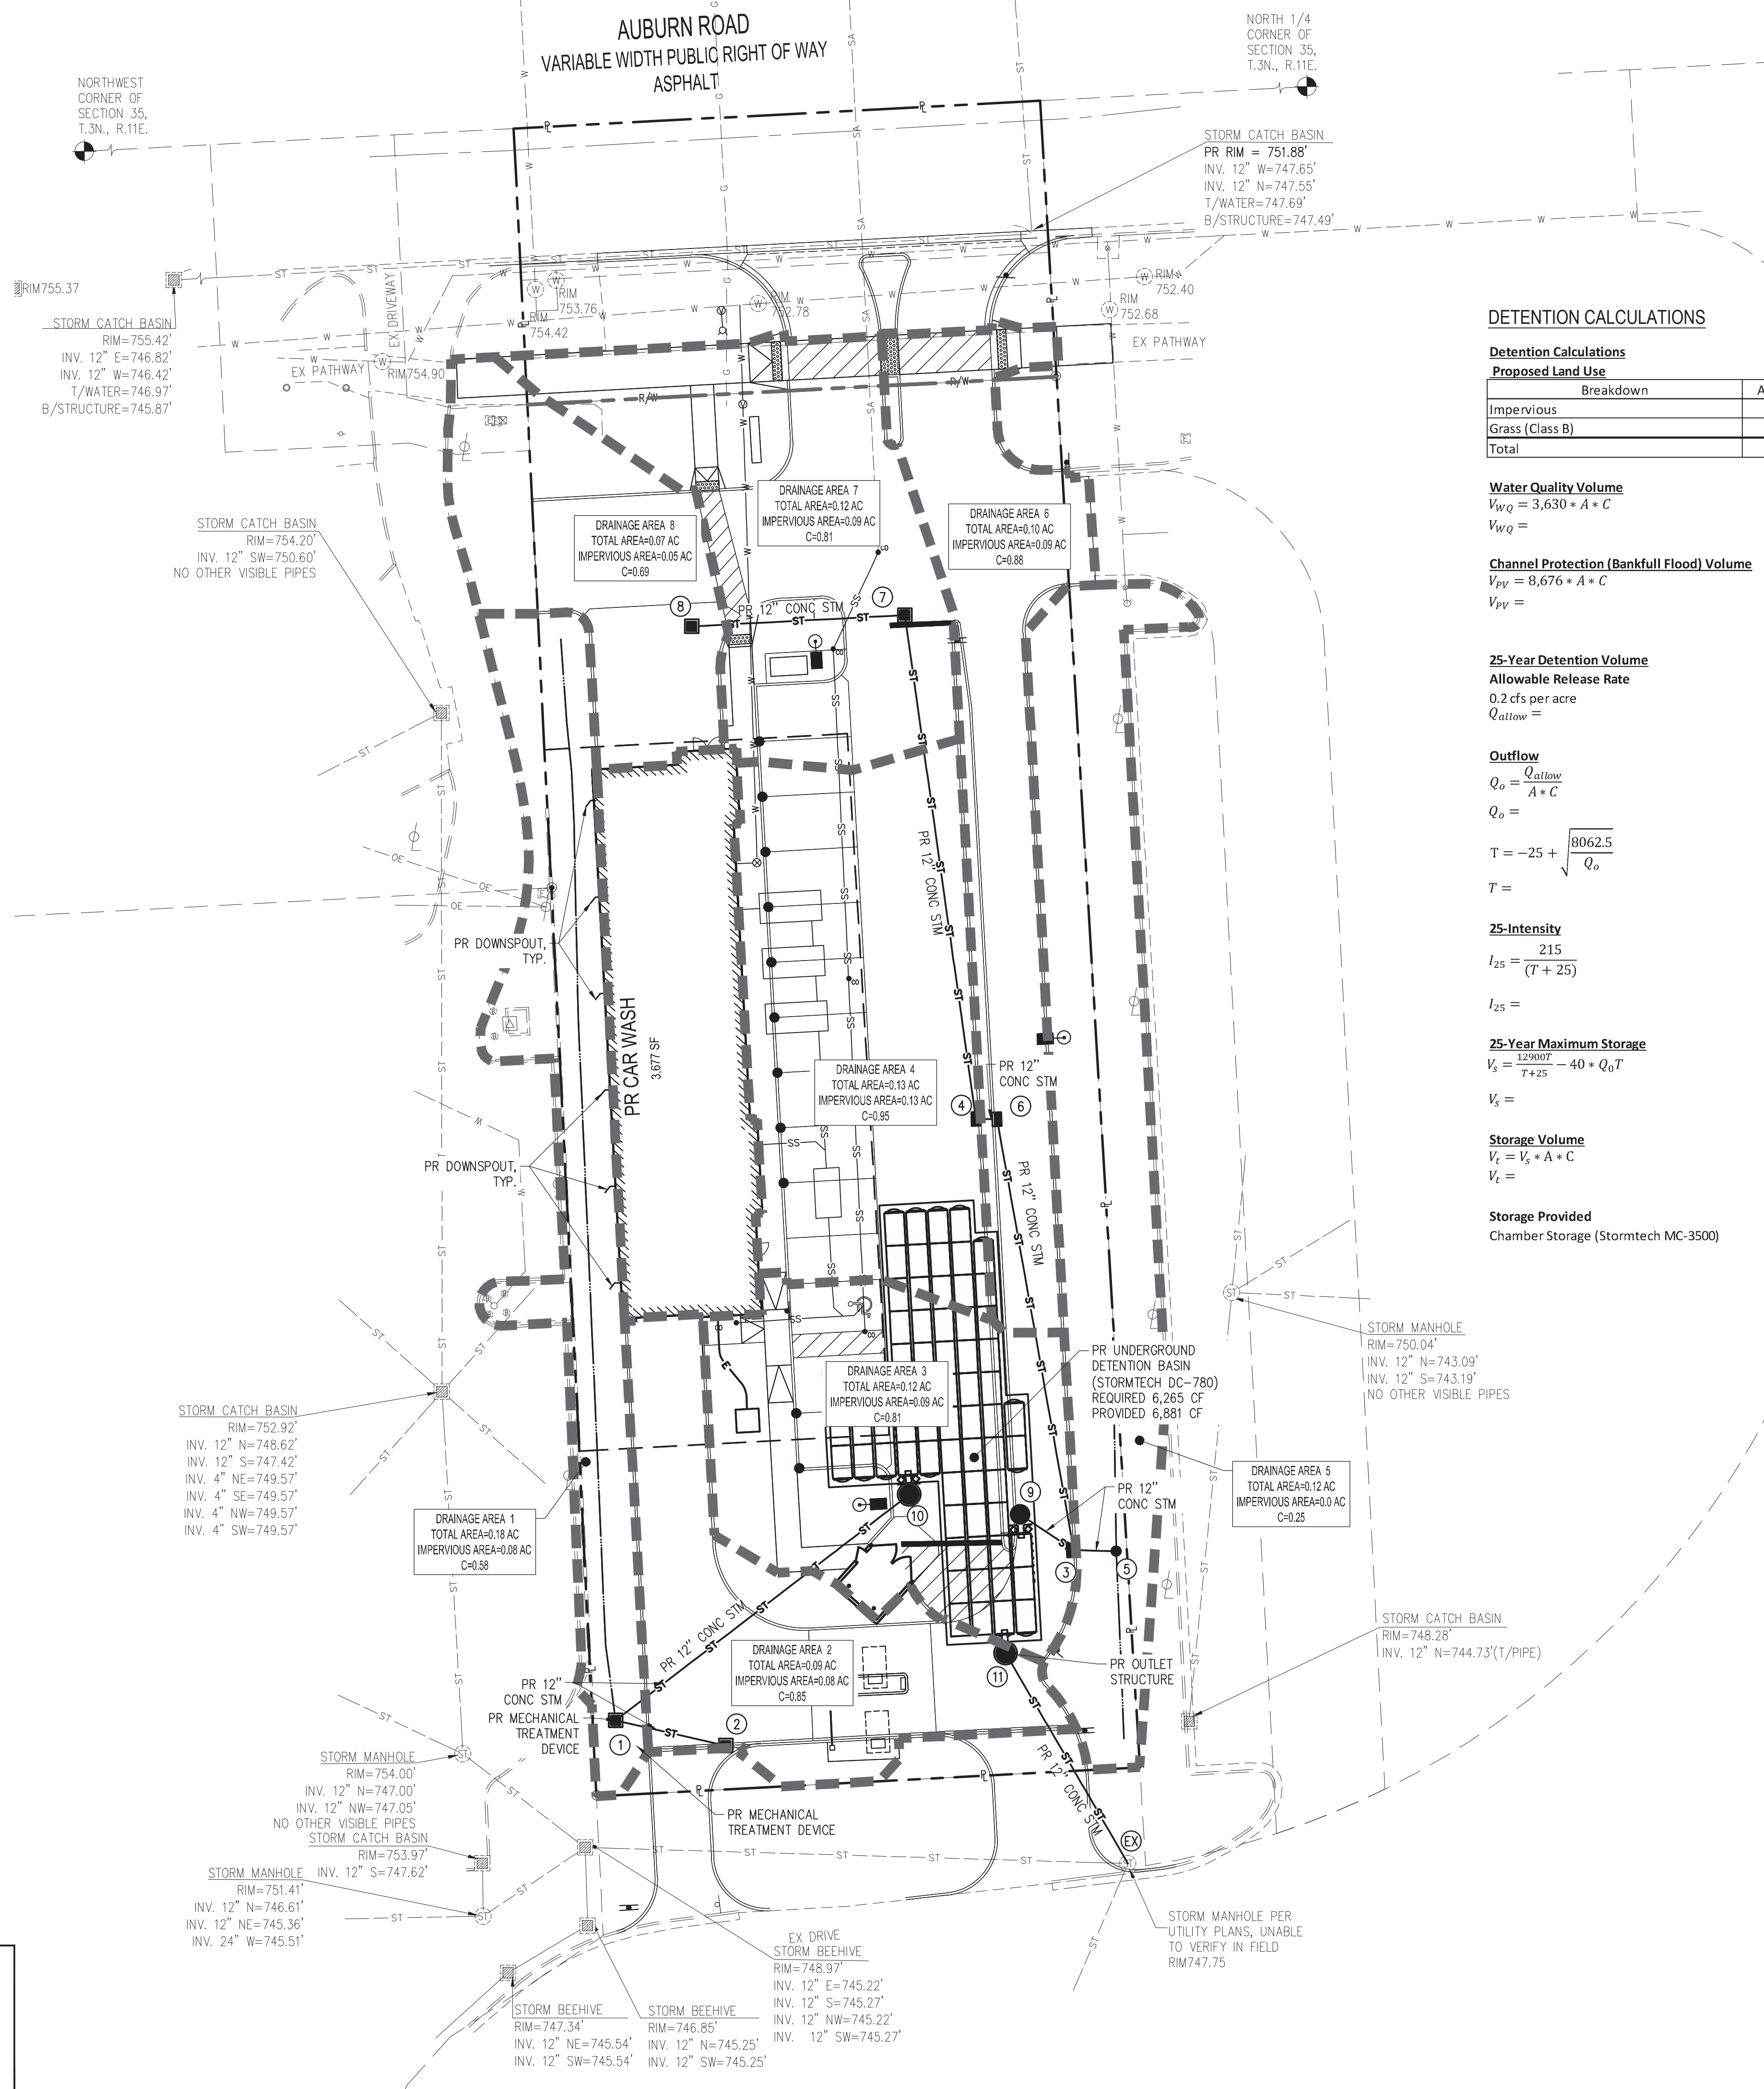 AUBURN ROAD
VARIABLE WIDTH PUBLIC RIGHT OF WAY
ASPHALT
NORTHWEST
CORNER OF
SECTION 35,
T.3N., R.11E.
NORTH 1/4
CORNER OF
SECTION 35,
T.3N., R.11E.
STORM CATCH BASIN
PR RIM = 751.88'
INV. 12" W=747.65'
INV. 12" N=747.55'
T/WATER=747.69'
B/STRUCTURE=747.49'
RIM755.37
STORM CATCH BASIN
RIM=755.42'
INV. 12" E=746.82'
INV. 12" W=746.42'
T/WATER=746.97'
B/STRUCTURE=745.87'
EX DRIVEWAY
EX PATHWAY
RIM754.90
RIM
754.42
RIM
753.76
RIM
752.78
RIM
752.40
RIM
752.68
EX PATHWAY
R/W
R/W
DETENTION CALCULATIONS
Detention Calculations
Proposed Land Use
Breakdown A
Impervious
Grass (Class B)
Total
Water Quality Volume
V_WQ = 3,630 * A * C
V_WQ =
Channel Protection (Bankfull Flood) Volume
V_PV = 8,676 * A * C
V_PV =
25-Year Detention Volume
Allowable Release Rate
0.2 cfs per acre
Q_allow =
Outflow
Q_o = Q_allow / A * C
Q_o =
T = −25 + √(8062.5 / Q_o)
T =
25-Intensity
I_25 = 215 / (T + 25)
I_25 =
25-Year Maximum Storage
V_s = 12900T / T+25 − 40 * Q_0T
V_s =
Storage Volume
V_t = V_s * A * C
V_t =
Storage Provided
Chamber Storage (Stormtech MC-3500)
STORM CATCH BASIN
RIM=754.20'
INV. 12" SW=750.60'
NO OTHER VISIBLE PIPES
DRAINAGE AREA 8
TOTAL AREA=0.07 AC
IMPERVIOUS AREA=0.05 AC
C=0.69
DRAINAGE AREA 7
TOTAL AREA=0.12 AC
IMPERVIOUS AREA=0.09 AC
C=0.81
DRAINAGE AREA 6
TOTAL AREA=0.10 AC
IMPERVIOUS AREA=0.09 AC
C=0.88
8
PR 12" CONC STM
7
PR 12" CONC STM
PR DOWNSPOUT,
TYP.
PR CAR WASH
3,677 SF
DRAINAGE AREA 4
TOTAL AREA=0.13 AC
IMPERVIOUS AREA=0.13 AC
C=0.95
PR 12"
CONC STM
4
6
PR DOWNSPOUT,
TYP.
PR 12" CONC STM
STORM MANHOLE
RIM=750.04'
INV. 12" N=743.09'
INV. 12" S=743.19'
NO OTHER VISIBLE PIPES
PR UNDERGROUND
DETENTION BASIN
(STORMTECH DC-780)
REQUIRED 6,265 CF
PROVIDED 6,881 CF
DRAINAGE AREA 3
TOTAL AREA=0.12 AC
IMPERVIOUS AREA=0.09 AC
C=0.81
STORM CATCH BASIN
RIM=752.92'
INV. 12" N=748.62'
INV. 12" S=747.42'
INV. 4" NE=749.57'
INV. 4" SE=749.57'
INV. 4" NW=749.57'
INV. 4" SW=749.57'
DRAINAGE AREA 5
TOTAL AREA=0.12 AC
IMPERVIOUS AREA=0.0 AC
C=0.25
PR 12"
CONC STM
9
10
3
5
DRAINAGE AREA 1
TOTAL AREA=0.18 AC
IMPERVIOUS AREA=0.08 AC
C=0.58
PR 12" CONC STM
DRAINAGE AREA 2
TOTAL AREA=0.09 AC
IMPERVIOUS AREA=0.08 AC
C=0.85
STORM CATCH BASIN
RIM=748.28'
INV. 12" N=744.73'(T/PIPE)
PR OUTLET
STRUCTURE
11
PR 12"
CONC STM
PR MECHANICAL
TREATMENT
DEVICE
1
2
PR 12" CONC STM
STORM MANHOLE
RIM=754.00'
INV. 12" N=747.00'
INV. 12" NW=747.05'
NO OTHER VISIBLE PIPES
PR MECHANICAL
TREATMENT DEVICE
STORM CATCH BASIN
RIM=753.97'
INV. 12" S=747.62'
EX
STORM MANHOLE
RIM=751.41'
INV. 12" N=746.61'
INV. 12" NE=745.36'
INV. 24" W=745.51'
STORM MANHOLE PER
UTILITY PLANS, UNABLE
TO VERIFY IN FIELD
RIM747.75
EX DRIVE
STORM BEEHIVE
RIM=748.97'
INV. 12" E=745.22'
INV. 12" S=745.27'
INV. 12" NW=745.22'
INV. 12" SW=745.27'
STORM BEEHIVE
RIM=747.34'
INV. 12" NE=745.54'
INV. 12" SW=745.54'
STORM BEEHIVE
RIM=746.85'
INV. 12" N=745.25'
INV. 12" SW=745.25'